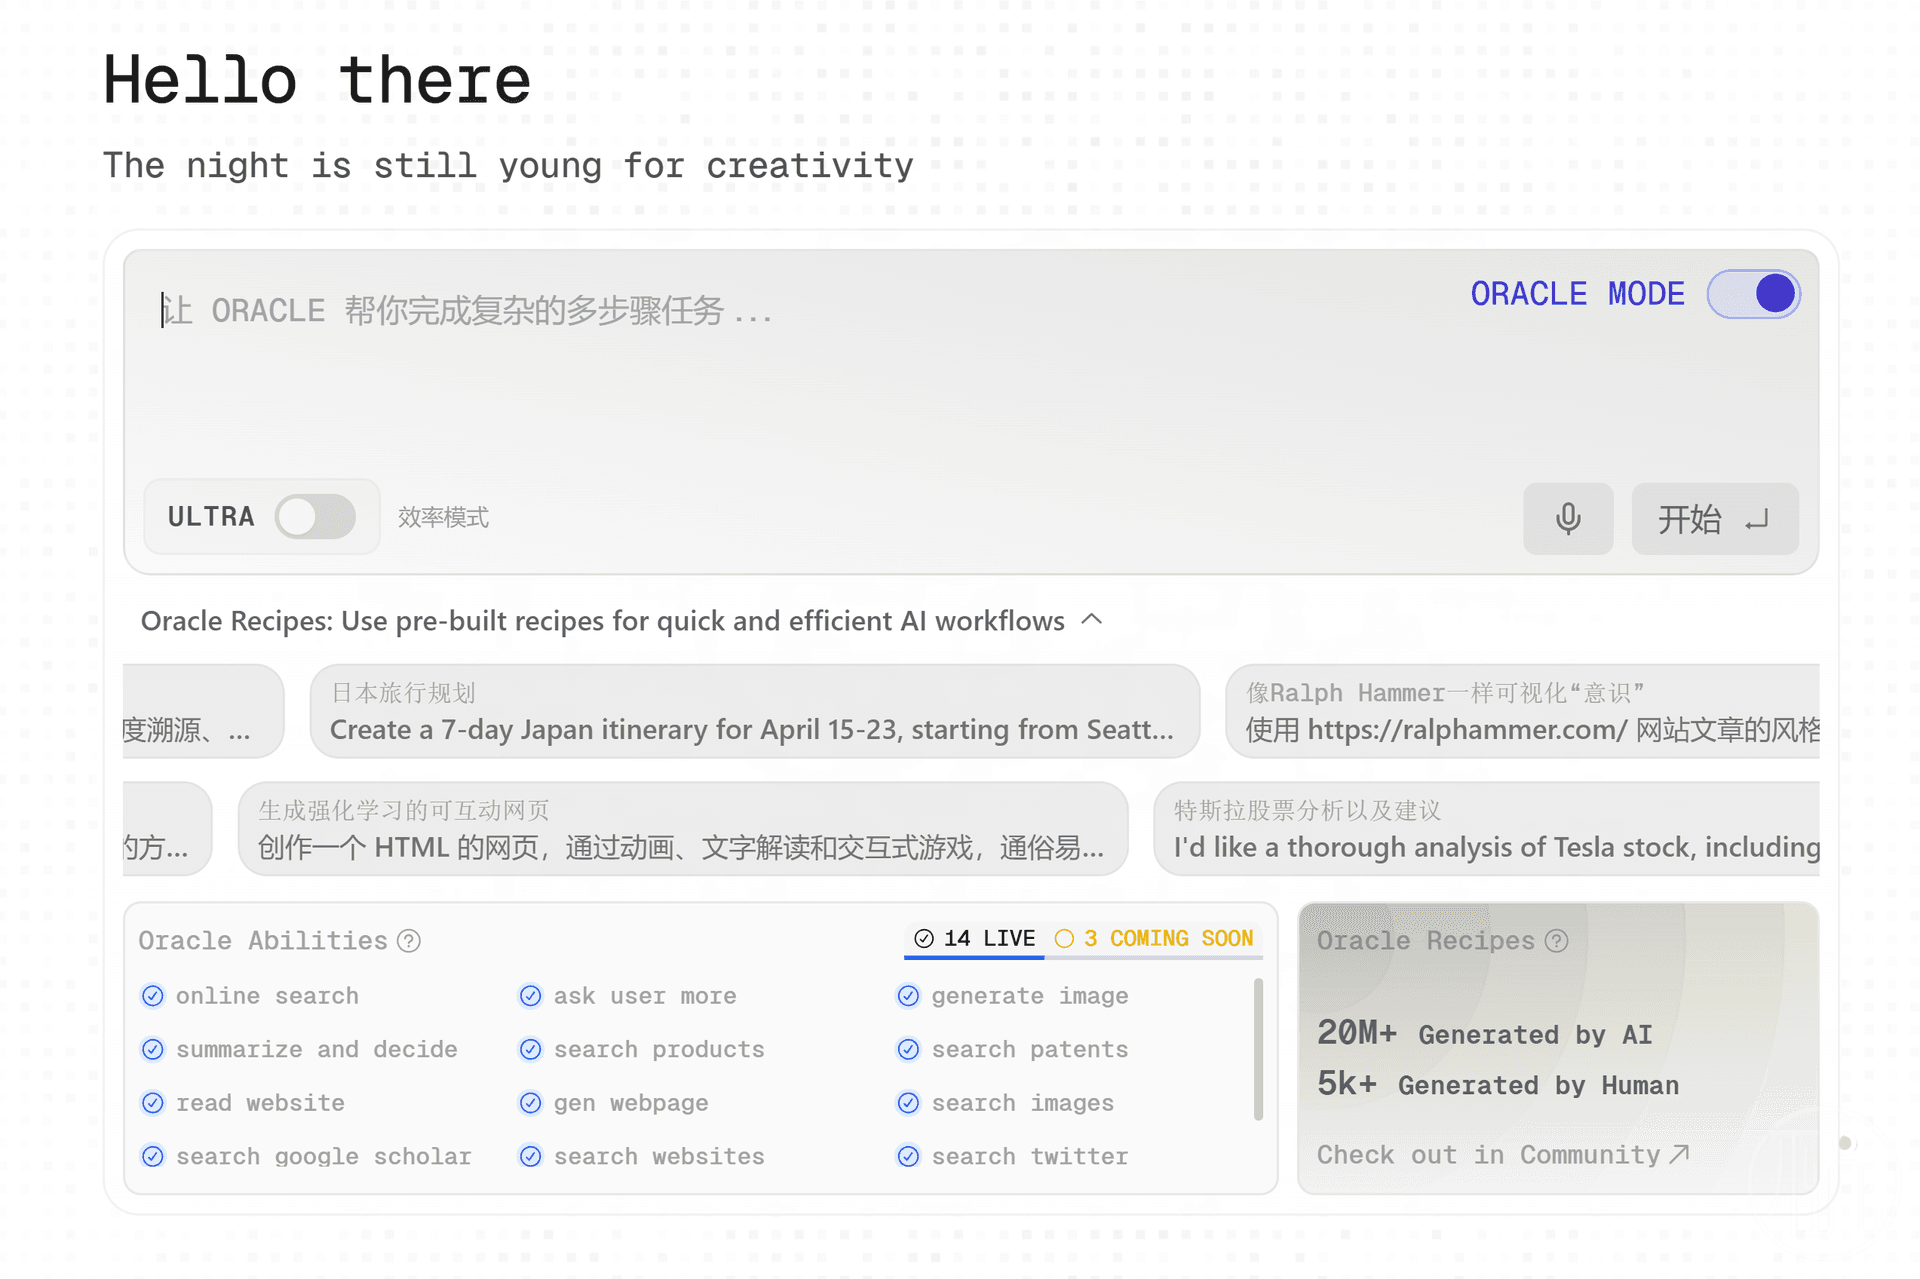 Hello there
The night is still young for creativity
让 ORACLE 帮你完成复杂的多步骤任务 ...
ORACLE MODE
ULTRA
效率模式
开始
Oracle Recipes: Use pre-built recipes for quick and efficient AI workflows
度溯源、...
日本旅行规划
Create a 7-day Japan itinerary for April 15-23, starting from Seatt...
像Ralph Hammer一样可视化“意识”
使用 https://ralphammer.com/ 网站文章的风格
的方...
生成强化学习的可互动网页
创作一个 HTML 的网页，通过动画、文字解读和交互式游戏，通俗易...
特斯拉股票分析以及建议
I'd like a thorough analysis of Tesla stock, including
Oracle Abilities
14 LIVE
3 COMING SOON
online search
ask user more
generate image
summarize and decide
search products
search patents
read website
gen webpage
search images
search google scholar
search websites
search twitter
Oracle Recipes
20M+ Generated by AI
5k+ Generated by Human
Check out in Community